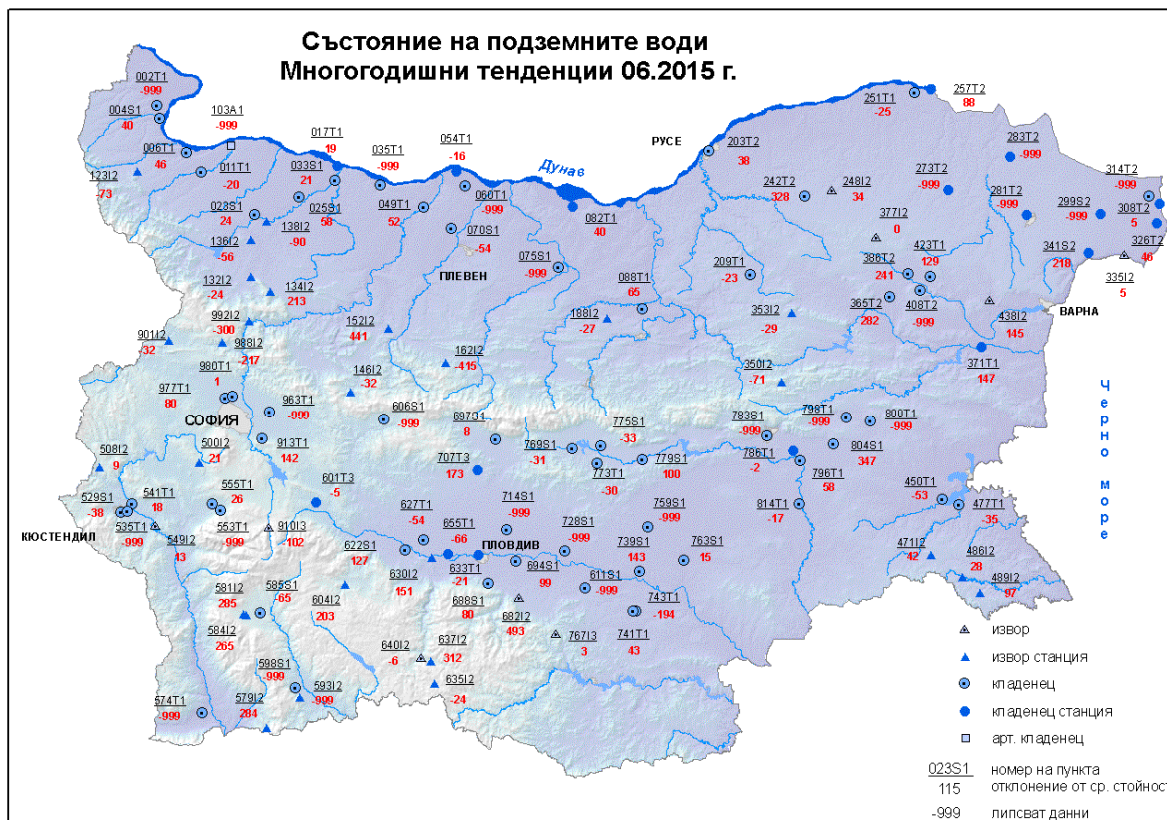 Състояние на подземните води
Многогодишни тенденции 06.2015 г.
002T1
-999
004S1
40
103A1
-999
006T1
46
011T1
-20
017T1
19
033S1
21
035T1
-999
054T1
-16
123I2
-73
028S1
24
025S1
58
049T1
52
060T1
-999
Дунав
082T1
40
070S1
-54
138I2
-90
136I2
-56
132I2
-24
134I2
213
ПЛЕВЕН
075S1
-999
088T1
65
РУСЕ
203T2
38
251T1
-25
257T2
88
283T2
-999
273T2
-999
281T2
-999
299S2
-999
314T2
-999
308T2
5
326T2
46
335I2
5
341S2
218
242T2
328
248I2
34
377I2
0
423T1
129
386T2
241
365T2
282
408T2
-999
209T1
-23
353I2
-29
438I2
145
ВАРНА
371T1
147
350I2
-71
188I2
-27
152I2
441
162I2
-415
146I2
-32
992I2
-300
988I2
-217
901I2
-32
980T1
1
977T1
80
СОФИЯ
963T1
-999
913T1
142
606S1
-999
697S1
8
707T3
173
769S1
-31
775S1
-33
773T1
-30
779S1
100
783S1
-999
786T1
-2
798T1
-999
800T1
-999
804S1
347
796T1
58
814T1
-17
450T1
-53
477T1
-35
471I2
42
486I2
28
489I2
97
Черно море
508I2
9
500I2
21
529S1
-38
541T1
18
535T1
-999
КЮСТЕНДИЛ
549I2
43
555T1
26
553T1
-999
910I3
-102
601T3
-5
627T1
-54
622S1
127
655T1
-66
630I2
151
633T1
-21
ПЛОВДИВ
714S1
-999
728S1
-999
694S1
99
688S1
80
682I2
493
611S1
-999
759S1
-999
739S1
143
763S1
15
743T1
-194
741T1
43
767I3
3
581I2
285
585S1
-65
584I2
265
604I2
203
640I2
-6
637I2
312
635I2
-24
598S1
-999
593I2
-999
579I2
284
574T1
-999
извор
извор станция
кладенец
кладенец станция
арт. кладенец
023S1 номер на пункта
115 отклонение от ср. стойност
-999 липсват данни